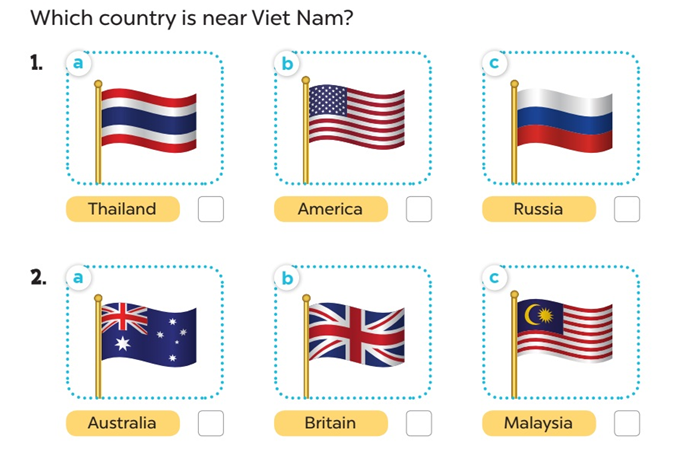 Which country is near Viet Nam?
1. a b c
Thailand America Russia
2. a b c
Australia Britain Malaysia